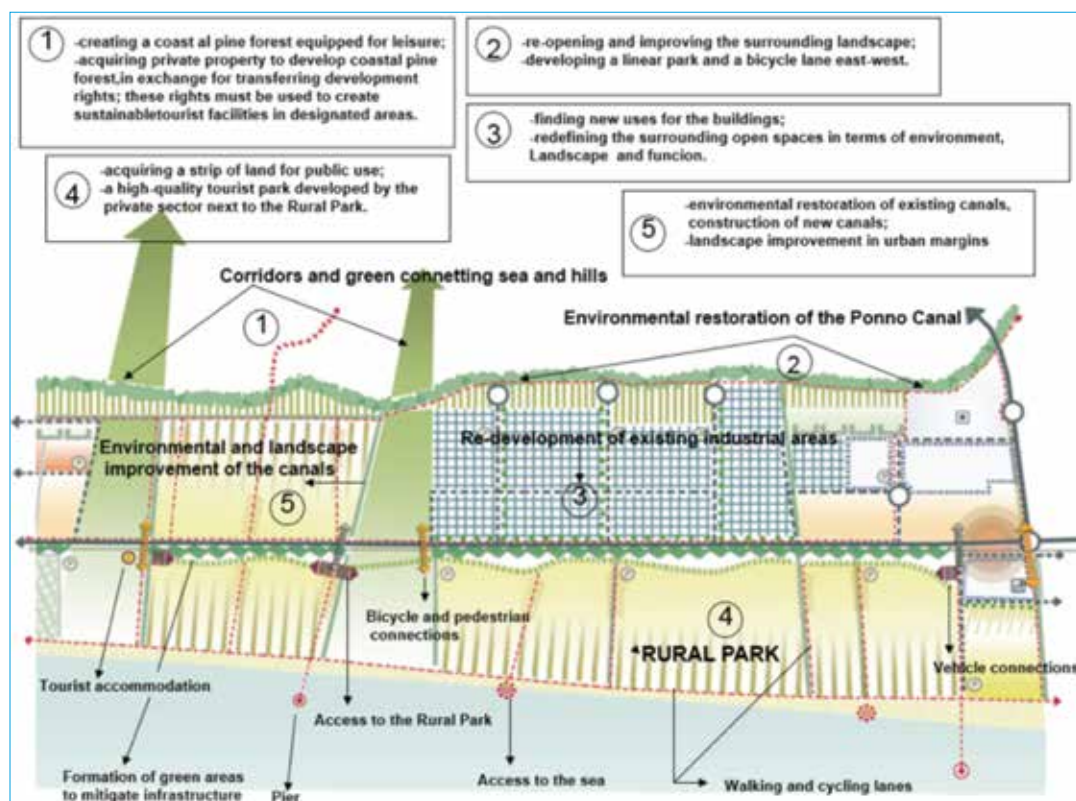 1
-creating a coast al pine forest equipped for leisure;
-acquiring private property to develop coastal pine
forest,in exchange for transferring development
rights; these rights must be used to create
sustainabletourist facilities in designated areas.
2
-re-opening and improving the surrounding landscape;
-developing a linear park and a bicycle lane east-west.
3
-finding new uses for the buildings;
-redefining the surrounding open spaces in terms of environment,
Landscape and funcion.
4
-acquiring a strip of land for public use;
-a high-quality tourist park developed by the
private sector next to the Rural Park.
5
-environmental restoration of existing canals,
construction of new canals;
-landscape improvement in urban margins
Corridors and green connetting sea and hills
1
Environmental restoration of the Ponno Canal
2
Environmental and landscape
improvement of the canals
5
Re-development of existing industrial areas
3
Bicycle and pedestrian
connections
4
RURAL PARK
Vehicle connections
Tourist accommodation
Access to the Rural Park
Formation of green areas
to mitigate infrastructure
Pier
Access to the sea
Walking and cycling lanes